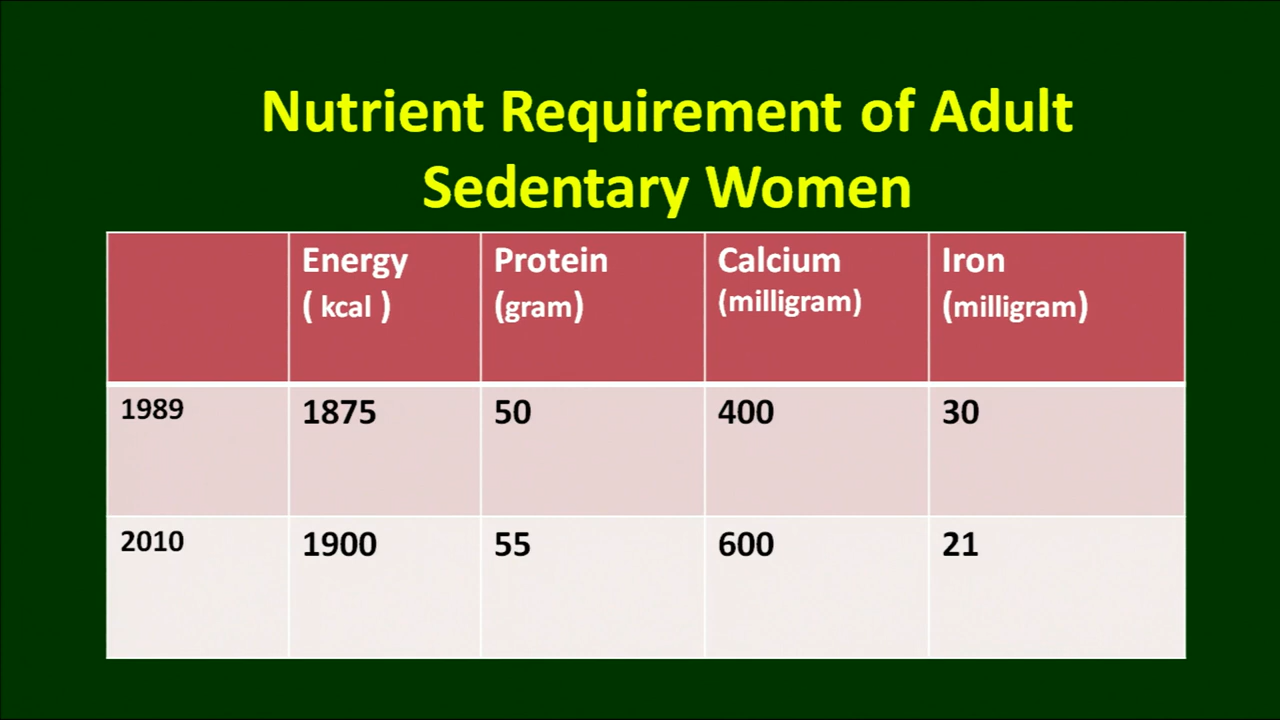 Nutrient Requirement of Adult
Sedentary Women
Energy Protein Calcium Iron
( kcal ) (gram) (milligram) (milligram)
1989 1875 50 400 30
2010 1900 55 600 21